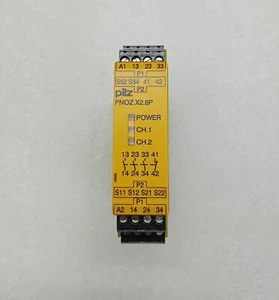 A1 13 23 33
P1
S52 S34 41 42
P2
pilz
PNOZ X2.8P
POWER
CH.1
CH.2
13 23 33 41
14 24 34 42
P2
S11 S12 S21 S22
P1
A2 14 24 34